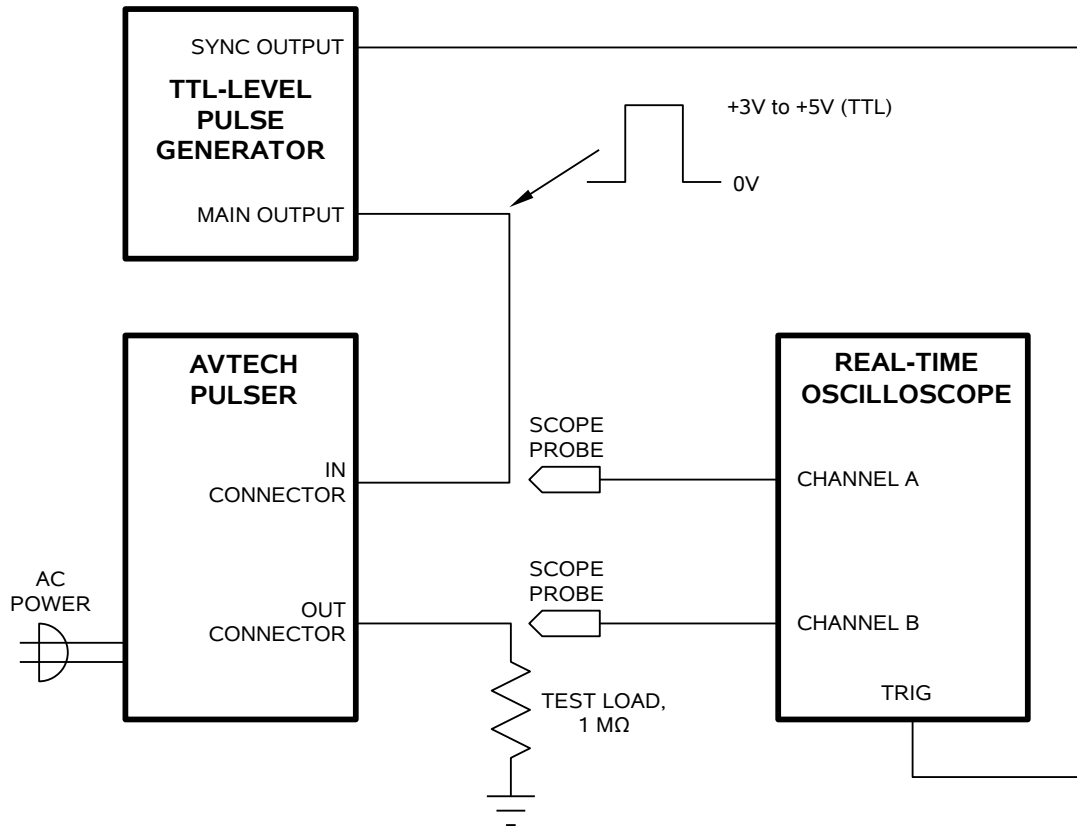 SYNC OUTPUT
TTL-LEVEL
PULSE
GENERATOR
MAIN OUTPUT
+3V to +5V (TTL)
0V
AVTECH
PULSER
IN
CONNECTOR
OUT
CONNECTOR
AC
POWER
SCOPE
PROBE
SCOPE
PROBE
TEST LOAD,
1 MΩ
REAL-TIME
OSCILLOSCOPE
CHANNEL A
CHANNEL B
TRIG